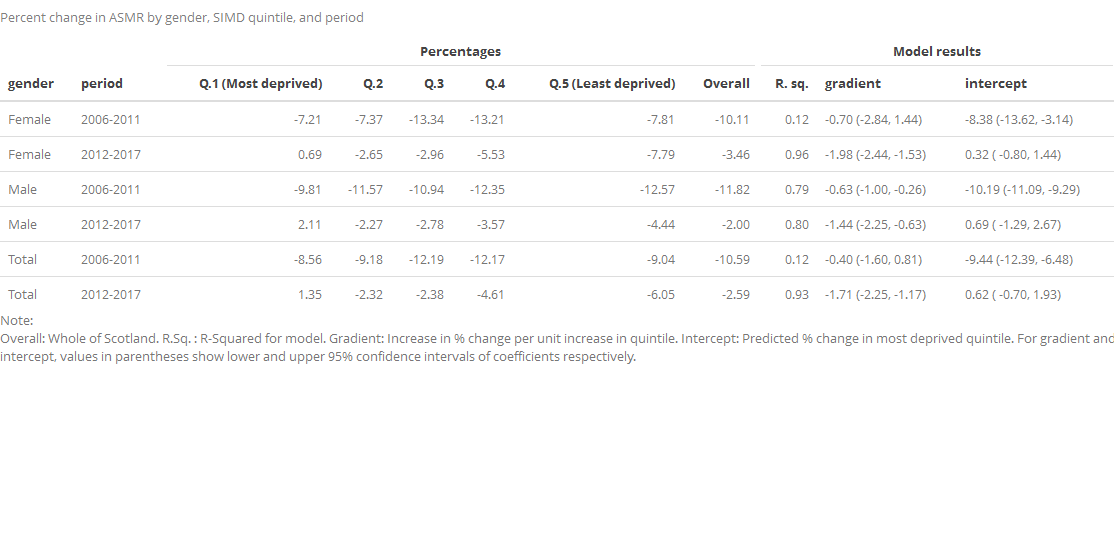 Percent change in ASMR by gender, SIMD quintile, and period
Percentages Model results
gender period Q.1 (Most deprived) Q.2 Q.3 Q.4 Q.5 (Least deprived) Overall R. sq. gradient intercept
Female 2006-2011 -7.21 -7.37 -13.34 -13.21 -7.81 -10.11 0.12 -0.70 (-2.84, 1.44) -8.38 (-13.62, -3.14)
Female 2012-2017 0.69 -2.65 -2.96 -5.53 -7.79 -3.46 0.96 -1.98 (-2.44, -1.53) 0.32 ( -0.80, 1.44)
Male 2006-2011 -9.81 -11.57 -10.94 -12.35 -12.57 -11.82 0.79 -0.63 (-1.00, -0.26) -10.19 (-11.09, -9.29)
Male 2012-2017 2.11 -2.27 -2.78 -3.57 -4.44 -2.00 0.80 -1.44 (-2.25, -0.63) 0.69 ( -1.29, 2.67)
Total 2006-2011 -8.56 -9.18 -12.19 -12.17 -9.04 -10.59 0.12 -0.40 (-1.60, 0.81) -9.44 (-12.39, -6.48)
Total 2012-2017 1.35 -2.32 -2.38 -4.61 -6.05 -2.59 0.93 -1.71 (-2.25, -1.17) 0.62 ( -0.70, 1.93)
Note:
Overall: Whole of Scotland. R.Sq. : R-Squared for model. Gradient: Increase in % change per unit increase in quintile. Intercept: Predicted % change in most deprived quintile. For gradient and
intercept, values in parentheses show lower and upper 95% confidence intervals of coefficients respectively.